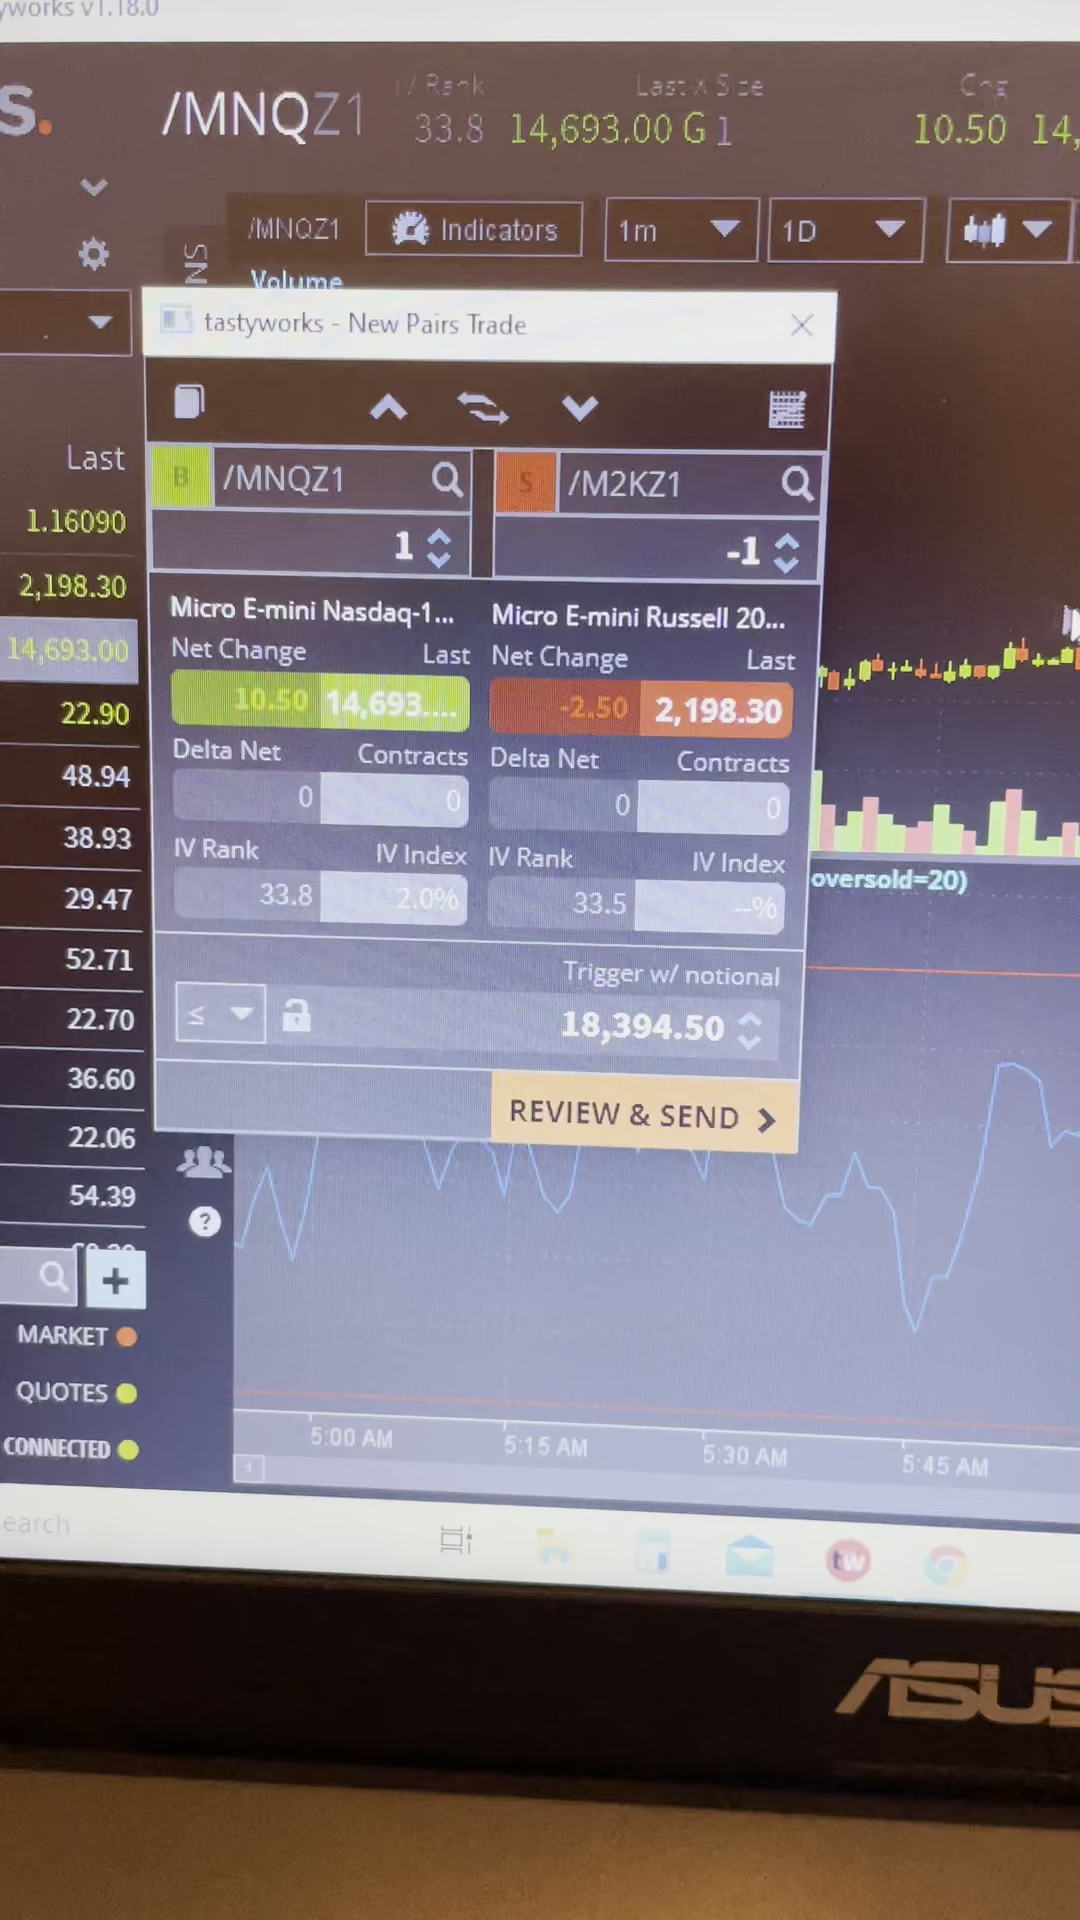 yworks v1.18.0
s.
/MNQZ1
IV Rank
Last X Size
Chg
33.8
14,693.00 G 1
10.50
14,
/MNQZ1
Indicators
1m
1D
Volume
tastyworks - New Pairs Trade
B
/MNQZ1
S
/M2KZ1
1
-1
Micro E-mini Nasdaq-1...
Micro E-mini Russell 20...
Net Change
Last
Net Change
Last
10.50
14,693....
-2.50
2,198.30
Delta Net
Contracts
Delta Net
Contracts
0
0
0
0
IV Rank
IV Index
IV Rank
IV Index
33.8
2.0%
33.5
--%
Trigger w/ notional
≤
18,394.50
REVIEW & SEND
Last
1.16090
2,198.30
14,693.00
22.90
48.94
38.93
29.47
52.71
22.70
36.60
22.06
54.39
oversold=20)
?
+
MARKET
QUOTES
CONNECTED
5:00 AM
5:15 AM
5:30 AM
5:45 AM
earch
tw
ASUS